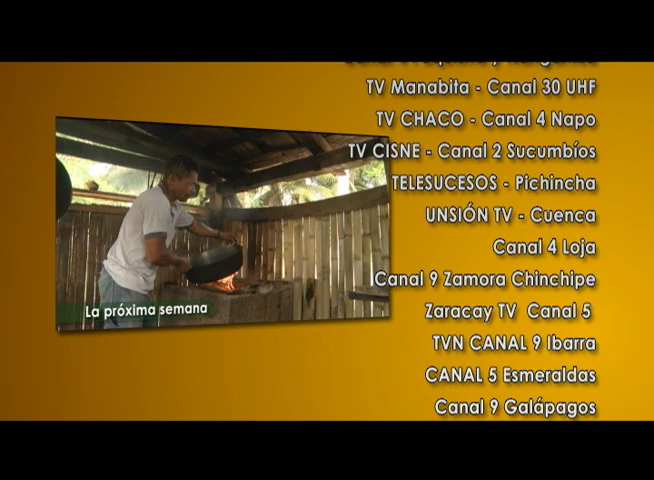 TV Manabita - Canal 30 UHF
TV CHACO - Canal 4 Napo
TV CISNE - Canal 2 Sucumbíos
TELESUCESOS - Pichincha
UNSIÓN TV - Cuenca
Canal 4 Loja
Canal 9 Zamora Chinchipe
Zaracay TV Canal 5
TVN CANAL 9 Ibarra
CANAL 5 Esmeraldas
Canal 9 Galápagos
La próxima semana